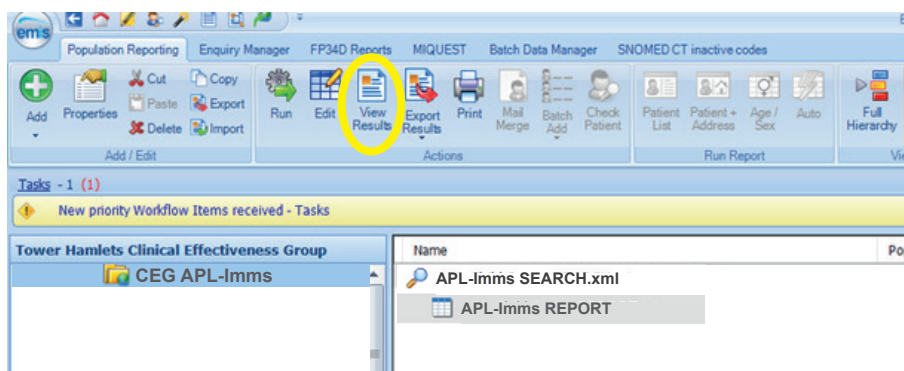 emis
Population Reporting Enquiry Manager FP34D Reports MIQUEST Batch Data Manager SNOMED CT inactive codes
Add
Properties
Cut
Paste
Delete
Copy
Export
Import
Run
Edit
View
Results
Export
Results
Print
Mail
Merge
Batch
Add
Check
Patient
Patient
List
Patient +
Address
Age /
Sex
Auto
Full
Hierarchy
Add / Edit Actions Run Report Vi
Tasks - 1 (1)
New priority Workflow Items received - Tasks
Tower Hamlets Clinical Effectiveness Group
CEG APL-Imms
Name Po
APL-Imms SEARCH.xml
APL-Imms REPORT